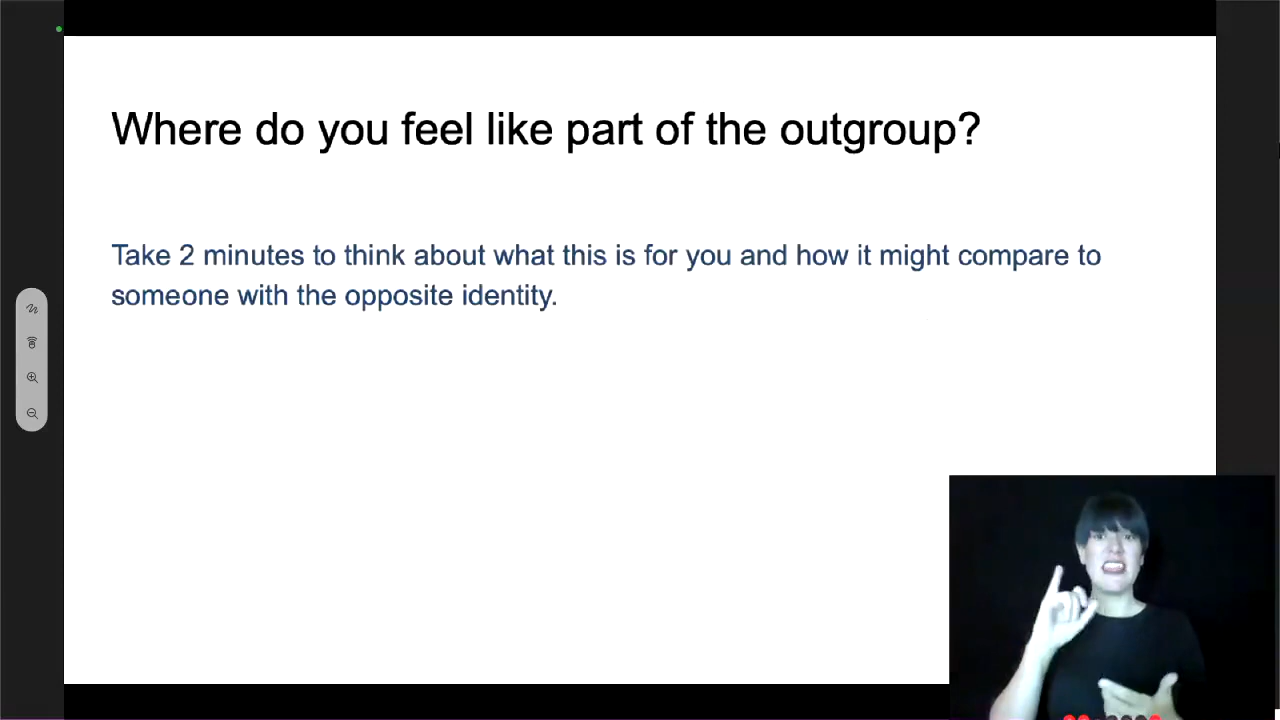 Where do you feel like part of the outgroup?
Take 2 minutes to think about what this is for you and how it might compare to
someone with the opposite identity.